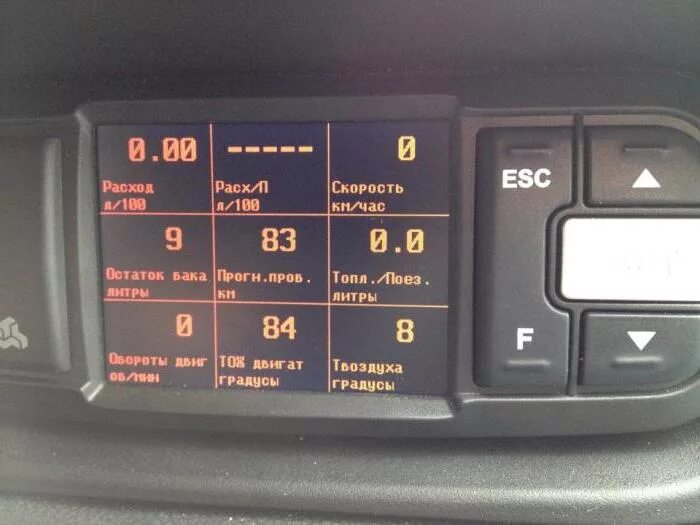 0.00 ----- 0
Расход Расх/П Скорость
л/100 л/100 км/час
9 83 0.0
Остаток бака Прогн.проб. Топл./Поез.
литры км литры
0 84 8
Обороты двиг ТОЖ двигат Твоздуха
об/мин градусы градусы
ESC
F